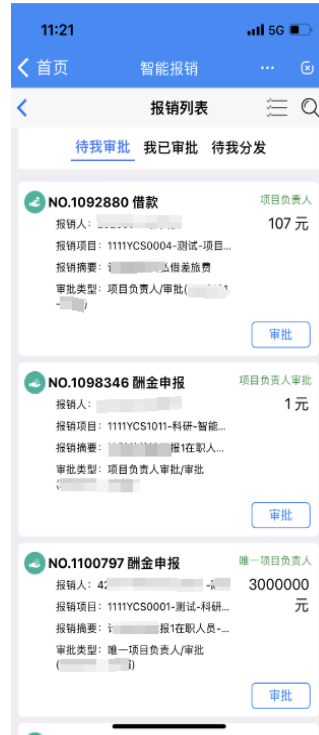 11:21
5G
首页
智能报销
报销列表
待我审批 我已审批 待我分发
NO.1092880 借款
项目负责人
报销人：
107 元
报销项目：1111YCS0004-测试-项目...
报销摘要：借差旅费
审批类型：项目负责人/审批(
审批
NO.1098346 酬金申报
项目负责人审批
报销人：
1 元
报销项目：1111YCS1011-科研-智能...
报销摘要：报1在职人...
审批类型：项目负责人审批/审批
审批
NO.1100797 酬金申报
唯一项目负责人
报销人：42
3000000
元
报销项目：1111YCS0001-测试-科研...
报销摘要：报1在职人员-...
审批类型：唯一项目负责人/审批
审批